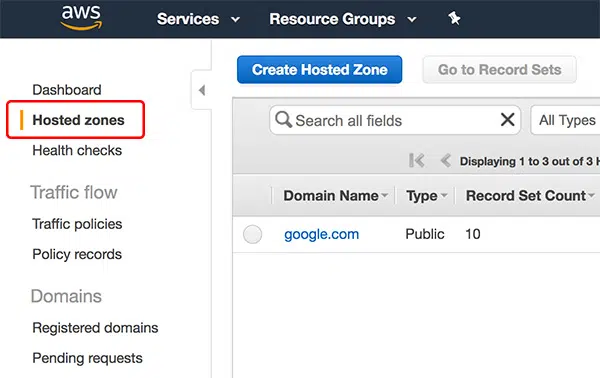 aws Services Resource Groups
Dashboard
Hosted zones
Health checks
Traffic flow
Traffic policies
Policy records
Domains
Registered domains
Pending requests
Create Hosted Zone Go to Record Sets
Search all fields All Types
Displaying 1 to 3 out of 3 H
Domain Name Type Record Set Count
google.com Public 10